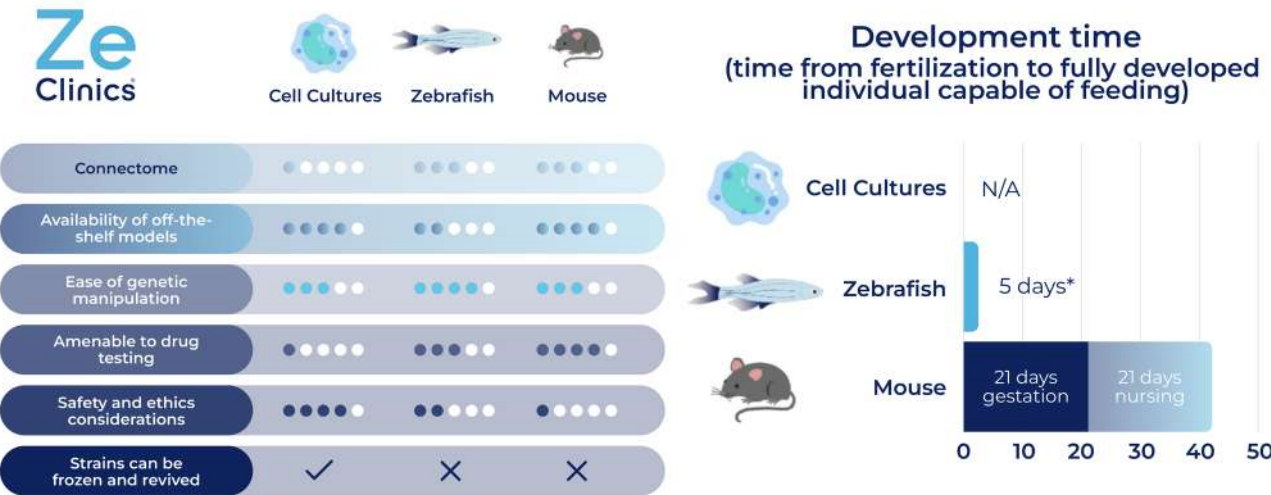 Ze
Clinics
Cell Cultures
Zebrafish
Mouse
Connectome
Availability of off-the-
shelf models
Ease of genetic
manipulation
Amenable to drug
testing
Safety and ethics
considerations
Strains can be
frozen and revived
Development time
(time from fertilization to fully developed
individual capable of feeding)
Cell Cultures
N/A
Zebrafish
5 days*
Mouse
21 days
gestation
21 days
nursing
0 10 20 30 40 50